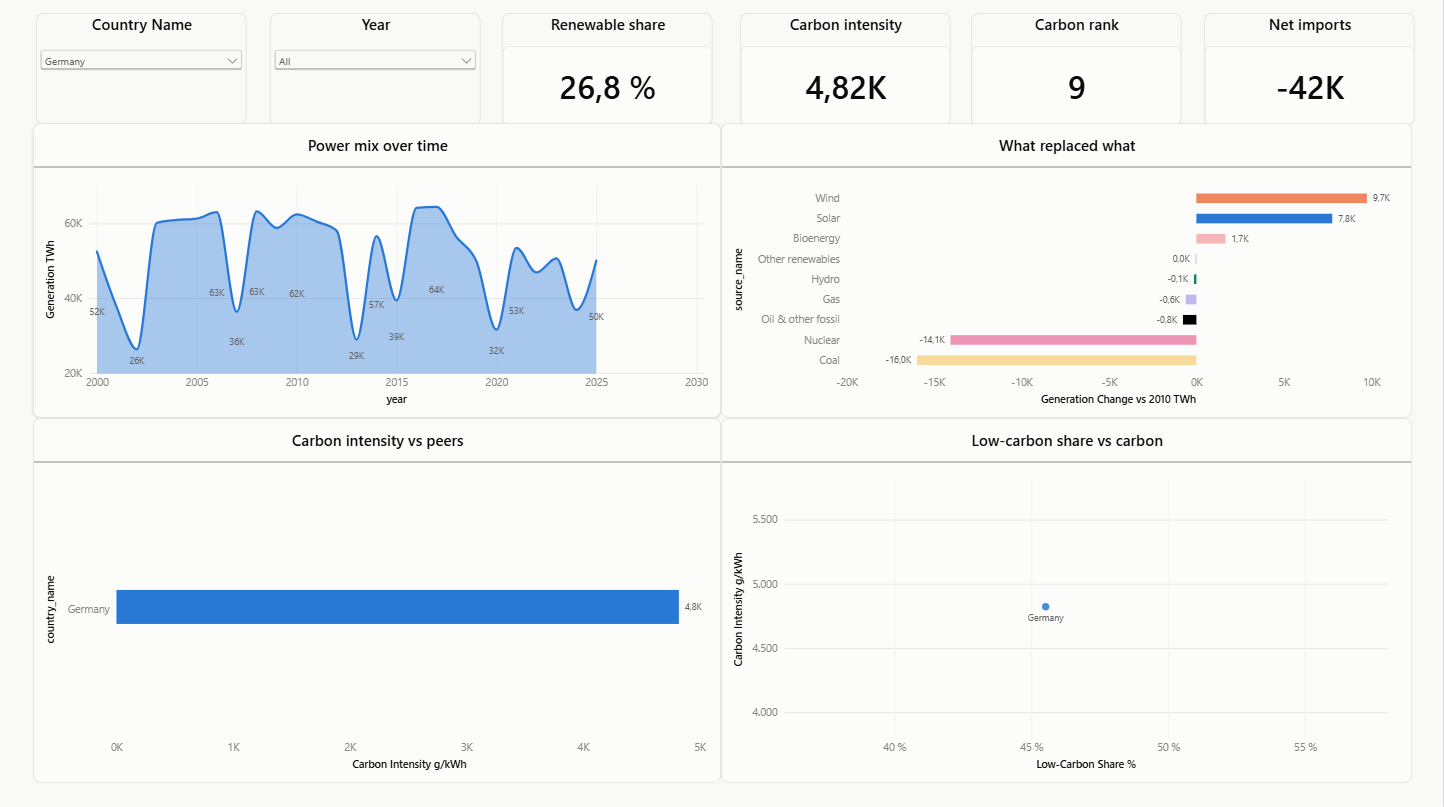 Country Name
Year
Renewable share
Carbon intensity
Carbon rank
Net imports
Germany
All
26,8 %
4,82K
9
-42K
Power mix over time
What replaced what
Generation TWh
60K
40K
20K
52K
26K
63K
36K
63K
62K
29K
57K
39K
64K
32K
53K
50K
2000
2005
2010
2015
2020
2025
2030
year
source_name
Wind
9,7K
Solar
7,8K
Bioenergy
1,7K
Other renewables
0,0K
Hydro
-0,1K
Gas
-0,6K
Oil & other fossil
-0,8K
Nuclear
-14,1K
Coal
-16,0K
-20K
-15K
-10K
-5K
0K
5K
10K
Generation Change vs 2010 TWh
Carbon intensity vs peers
Low-carbon share vs carbon
country_name
Germany
4,8K
0K
1K
2K
3K
4K
5K
Carbon Intensity g/kWh
Carbon Intensity g/kWh
5.500
5.000
4.500
4.000
Germany
40 %
45 %
50 %
55 %
Low-Carbon Share %